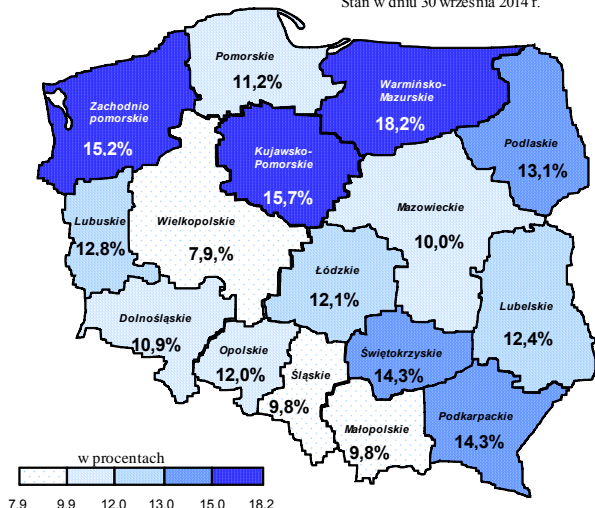 Stan w dniu 30 września 2014 r.
Pomorskie
11,2%
Warmińsko-
Mazurskie
18,2%
Zachodnio
pomorskie
15,2%
Kujawsko-
Pomorskie
15,7%
Podlaskie
13,1%
Lubuskie
12.8%
Wielkopolskie
7,9,%
Mazowieckie
10,0%
Łódzkie
12,1%
Lubelskie
12,4%
Dolnośląskie
10,9%
Opolskie
12,0%
Śląskie
9,8%
Świętokrzyskie
14,3%
Małopolskie
9,8%
Podkarpackie
14,3%
w procentach
7.9 9.9 12.0 13.0 15.0 18.2